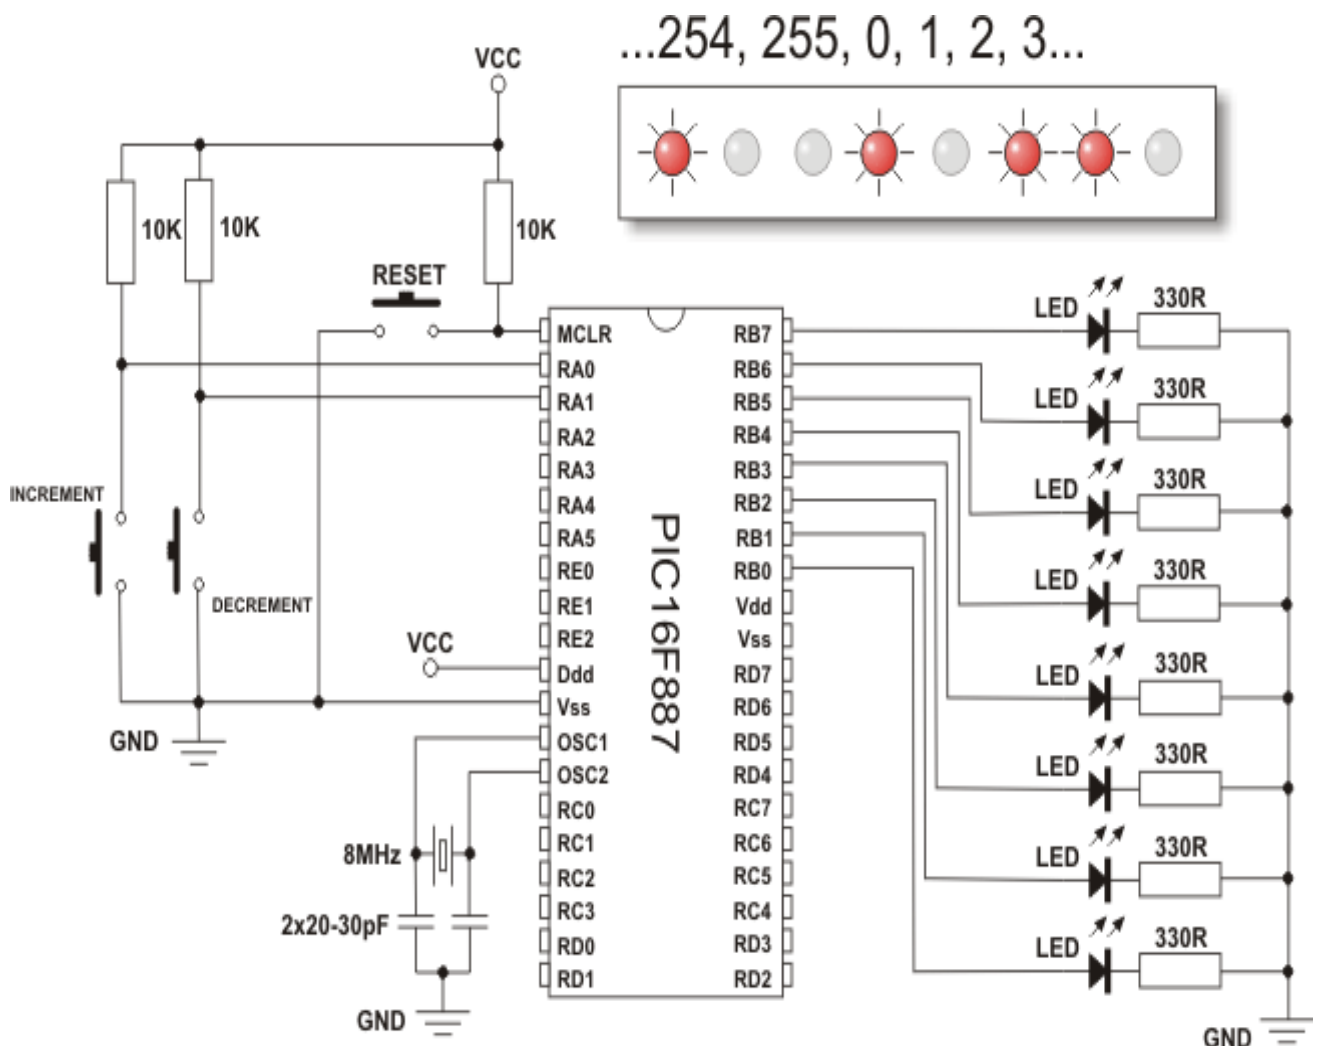 ...254, 255, 0, 1, 2, 3...
VCC
10K
10K
10K
RESET
INCREMENT
DECREMENT
VCC
GND
8MHz
2x20-30pF
GND
PIC16F887
MCLR
RA0
RA1
RA2
RA3
RA4
RA5
RE0
RE1
RE2
Ddd
Vss
OSC1
OSC2
RC0
RC1
RC2
RC3
RD0
RD1
RB7
RB6
RB5
RB4
RB3
RB2
RB1
RB0
Vdd
Vss
RD7
RD6
RD5
RD4
RC7
RC6
RC5
RC4
RD3
RD2
LED 330R
LED 330R
LED 330R
LED 330R
LED 330R
LED 330R
LED 330R
LED 330R
GND